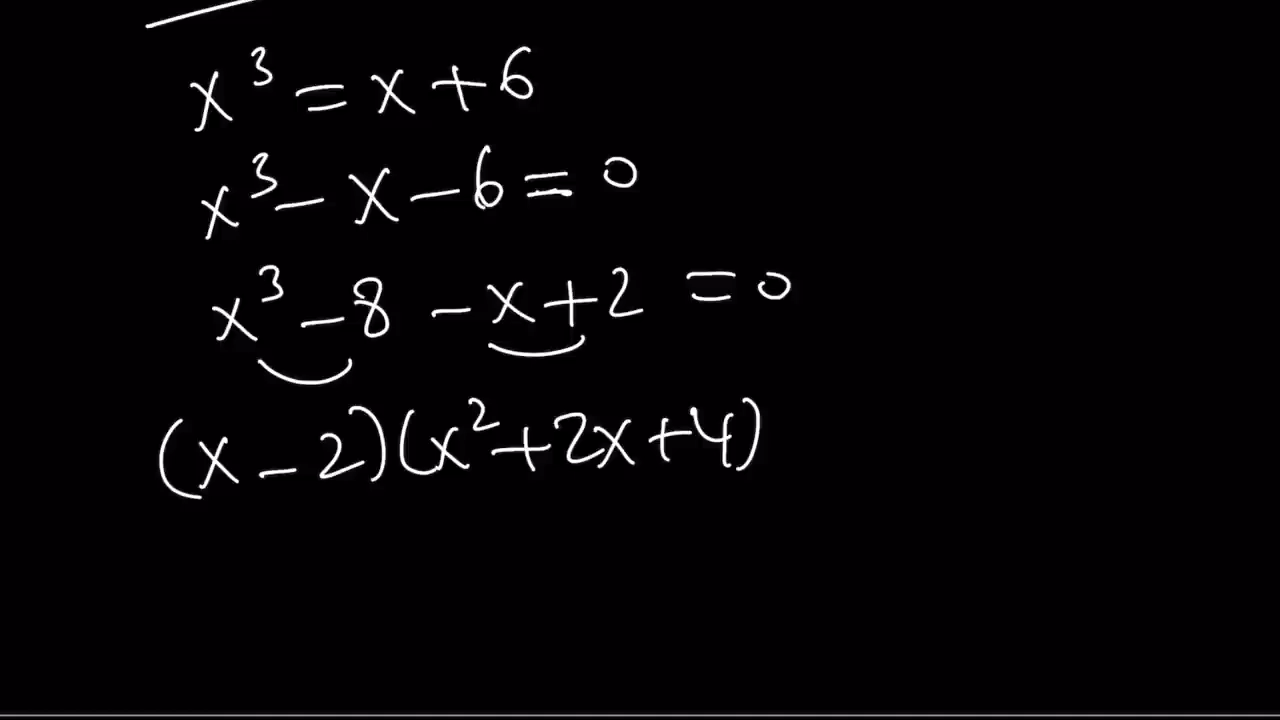 x³ = x + 6
x³ - x - 6 = 0
x³ - 8 - x + 2 = 0
(x - 2)(x² + 2x + 4)